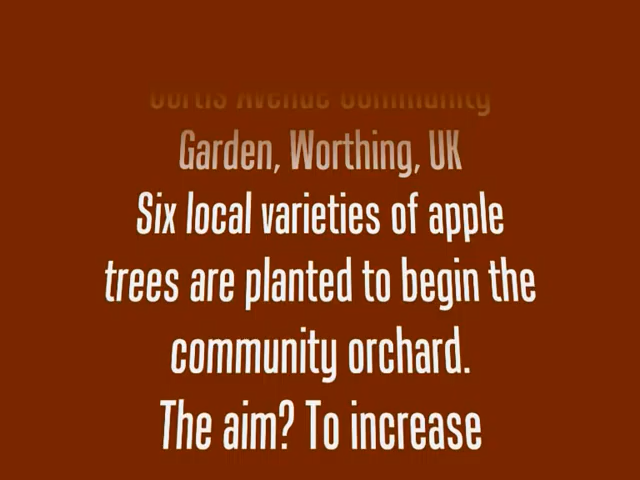 Curtis Avenue Community
Garden, Worthing, UK
Six local varieties of apple
trees are planted to begin the
community orchard.
The aim? To increase